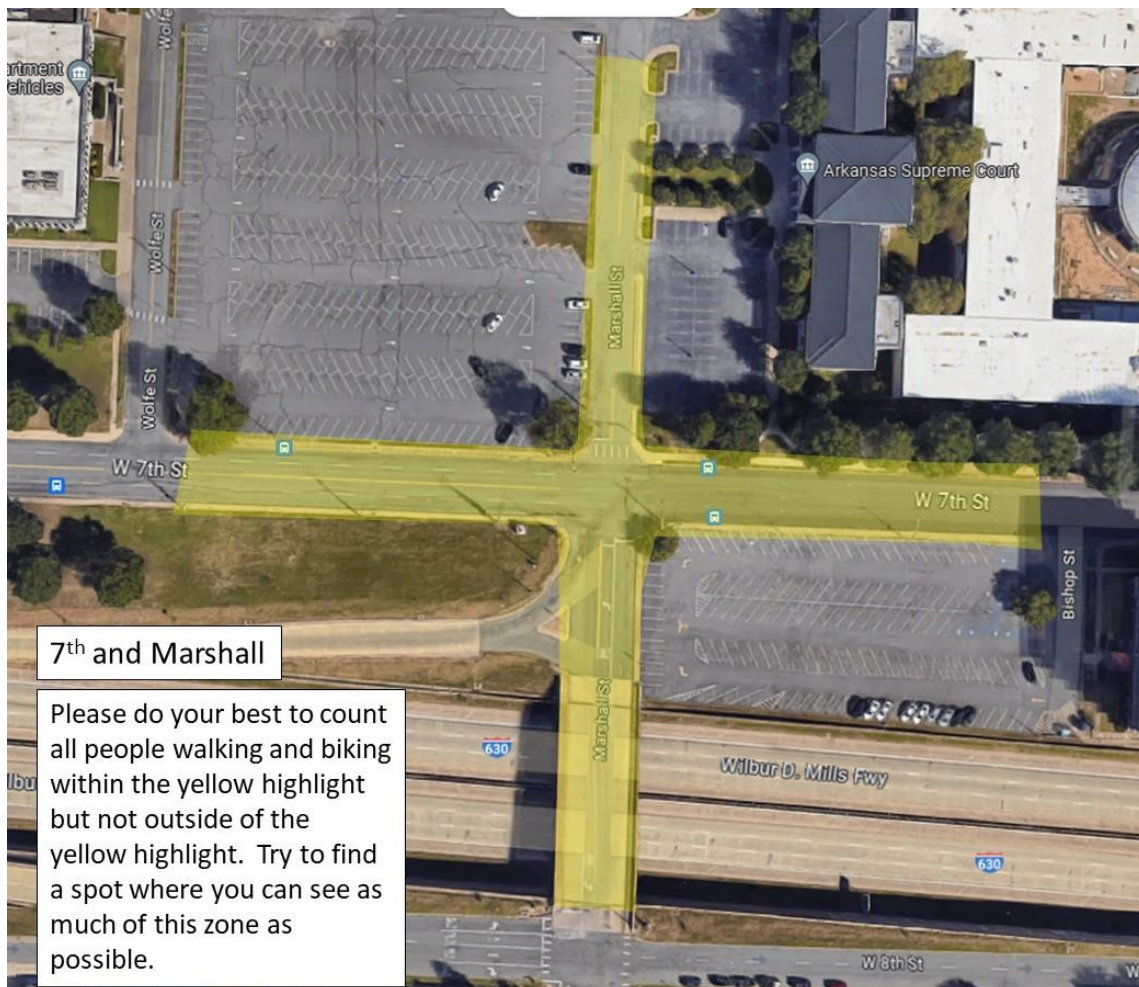 Wolfe
artment
ehicles
Wolfe St
Arkansas Supreme Court
Marshall St
Wolfe St
W 7th St
W 7th St
Bishop St
7th and Marshall
Please do your best to count
all people walking and biking
within the yellow highlight
but not outside of the
yellow highlight. Try to find
a spot where you can see as
much of this zone as
possible.
Marshall St
630
Wilbur D. Mills Fwy
lbu
630
W 8th St
W